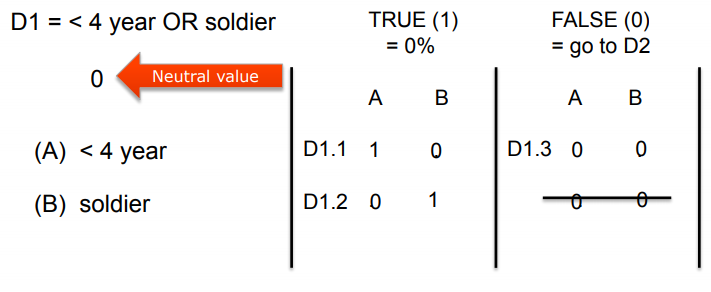 D1 = < 4 year OR soldier
TRUE (1)
= 0%
FALSE (0)
= go to D2
0
Neutral value
A B
A B
(A) < 4 year
D1.1 1 0
D1.3 0 0
(B) soldier
D1.2 0 1
0 0